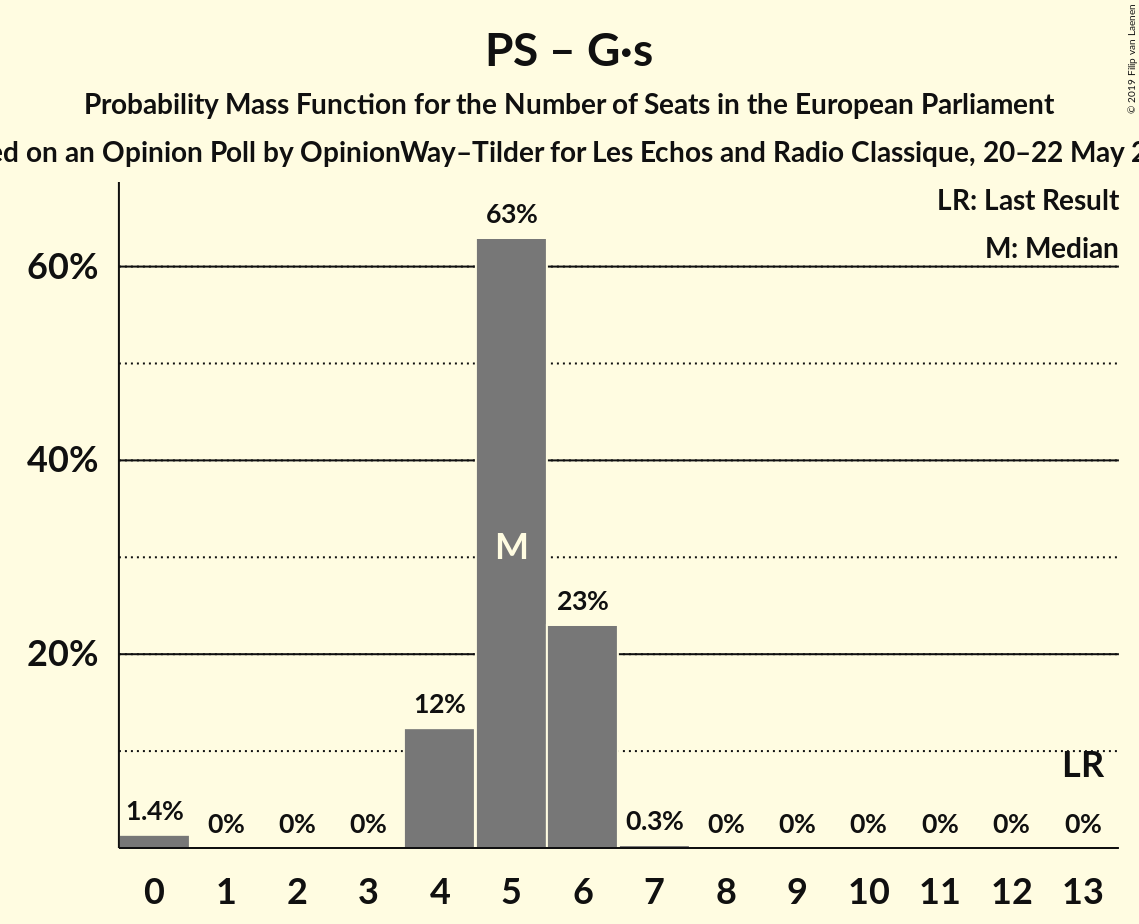 PS – G·s
Probability Mass Function for the Number of Seats in the European Parliament
on an Opinion Poll by OpinionWay–Tilder for Les Echos and Radio Classique, 20–22 May
© 2019 Filip van Laenen
LR: Last Result
M: Median
60%
40%
20%
1.4%
0%
0%
0%
12%
63%
M
23%
0.3%
0%
0%
0%
0%
0%
0%
LR
0 1 2 3 4 5 6 7 8 9 10 11 12 13